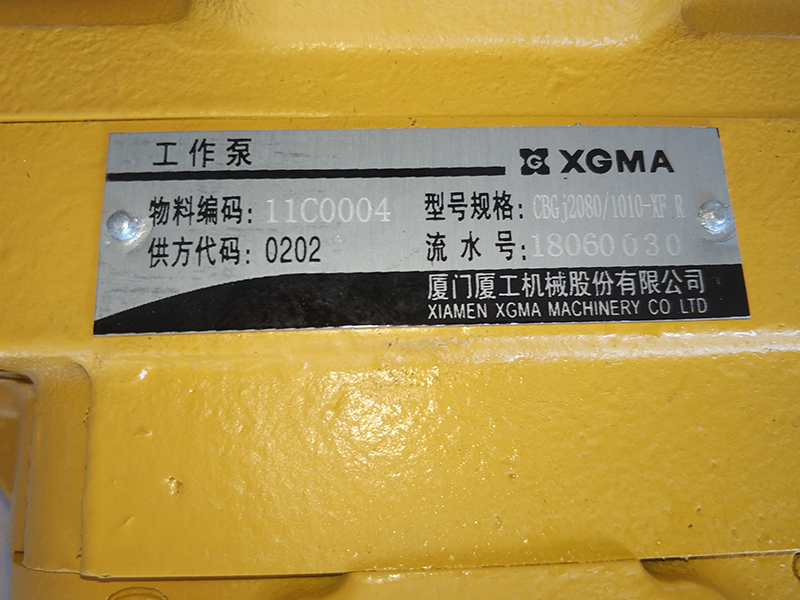 工作泵
XGMA
物料编码: 11C0004
型号规格: CBGj2080/1010-XF R
供方代码: 0202
流水号: 18060030
厦门厦工机械股份有限公司
XIAMEN XGMA MACHINERY CO LTD